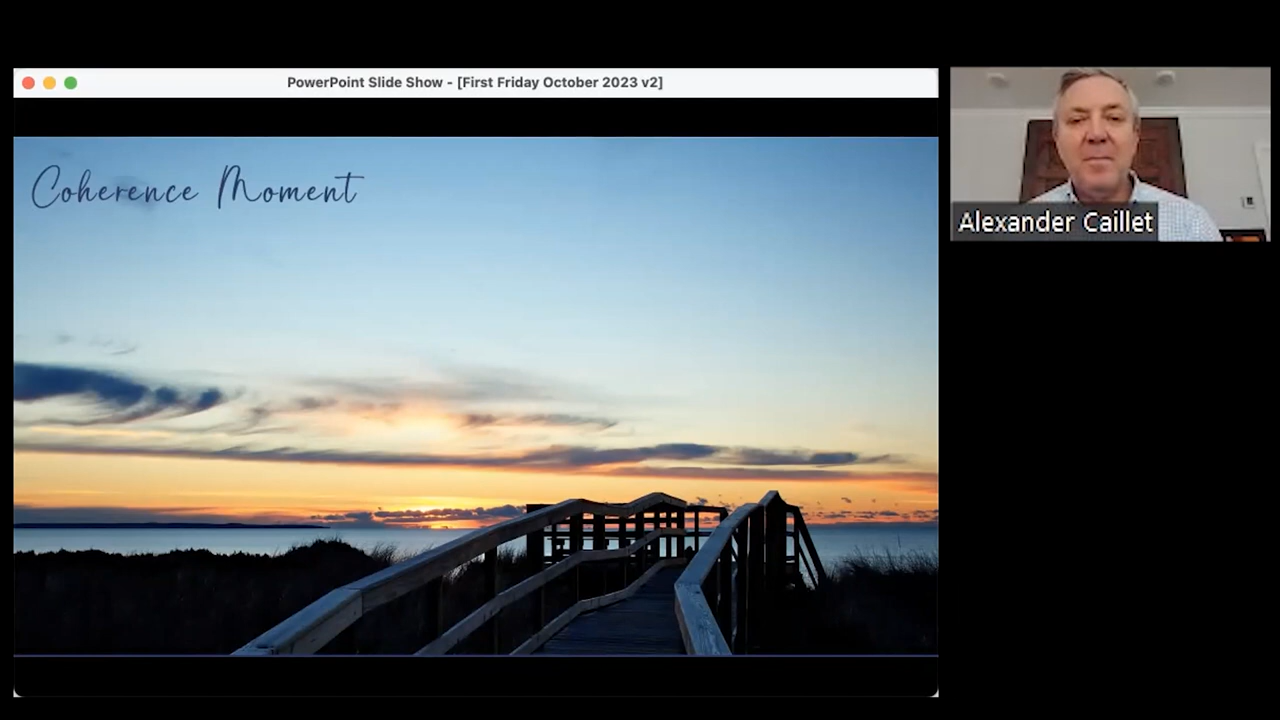 PowerPoint Slide Show - [First Friday October 2023 v2]
Coherence Moment
Alexander Caillet